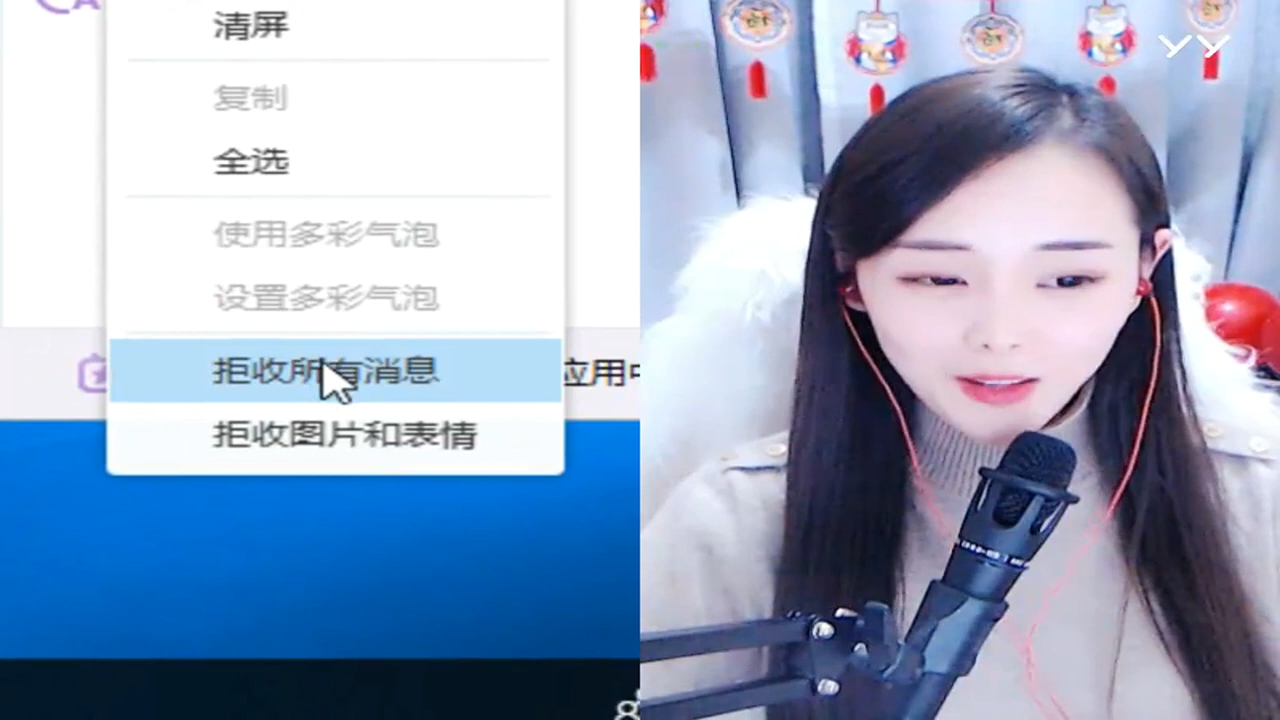 清屏
复制
全选
使用多彩气泡
设置多彩气泡
拒收所有消息
拒收图片和表情
应用中
YY